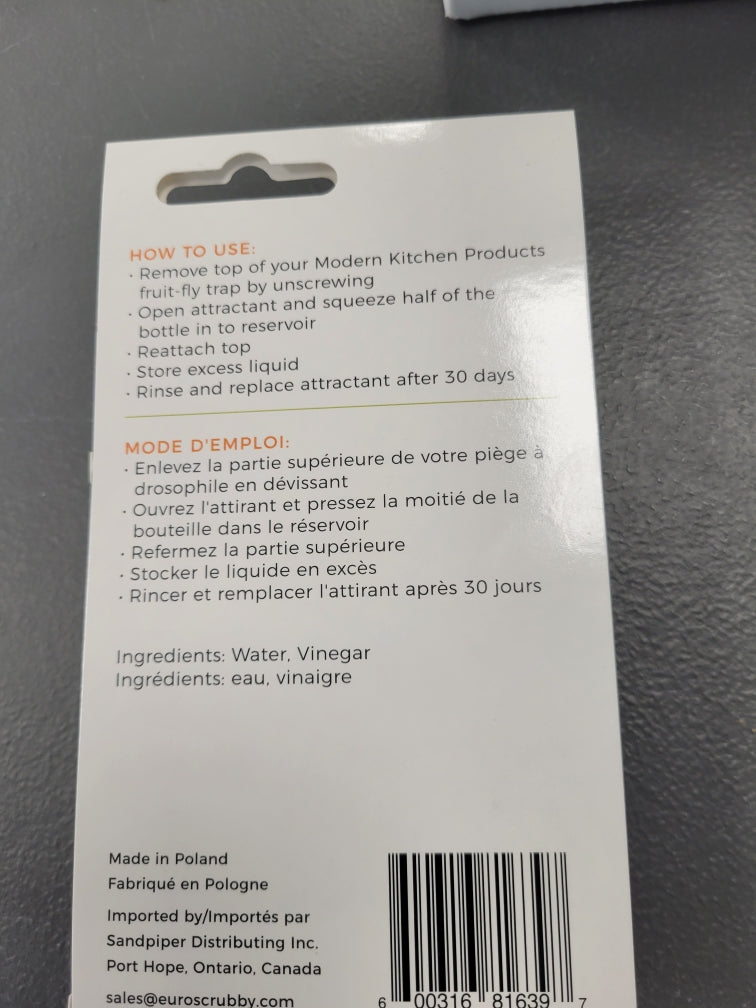 HOW TO USE:
· Remove top of your Modern Kitchen Products
fruit-fly trap by unscrewing
· Open attractant and squeeze half of the
bottle in to reservoir
· Reattach top
· Store excess liquid
· Rinse and replace attractant after 30 days
MODE D'EMPLOI:
· Enlevez la partie supérieure de votre piège à
drosophile en dévissant
· Ouvrez l'attirant et pressez la moitié de la
bouteille dans le réservoir
· Refermez la partie supérieure
· Stocker le liquide en excès
· Rincer et remplacer l'attirant après 30 jours
Ingredients: Water, Vinegar
Ingrédients: eau, vinaigre
Made in Poland
Fabriqué en Pologne
Imported by/Importés par
Sandpiper Distributing Inc.
Port Hope, Ontario, Canada
sales@euroscrubby.com
6 00316 81639 7